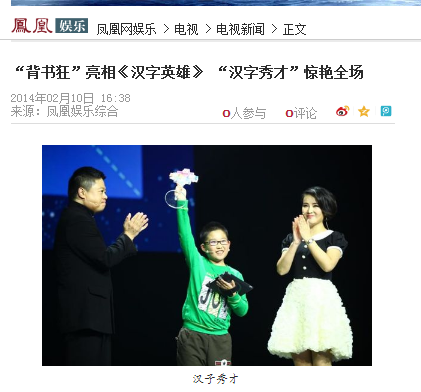 鳳凰 娱乐 凤凰网娱乐 > 电视 > 电视新闻 > 正文
“背书狂”亮相《汉字英雄》 “汉字秀才”惊艳全场
2014年02月10日 16:38
来源：凤凰娱乐综合 0人参与 0评论
汉字秀才